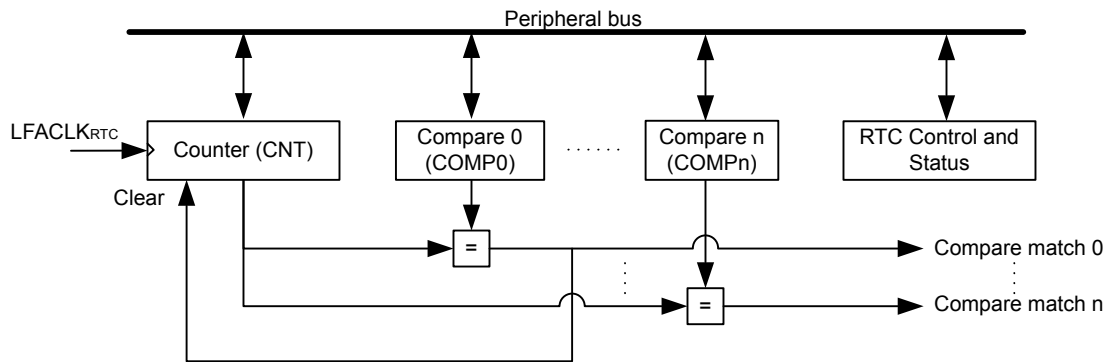 Peripheral bus
LFACLKRTC
Counter (CNT)
Compare 0
(COMP0)
......
Compare n
(COMPn)
RTC Control and
Status
Clear
=
Compare match 0
=
Compare match n